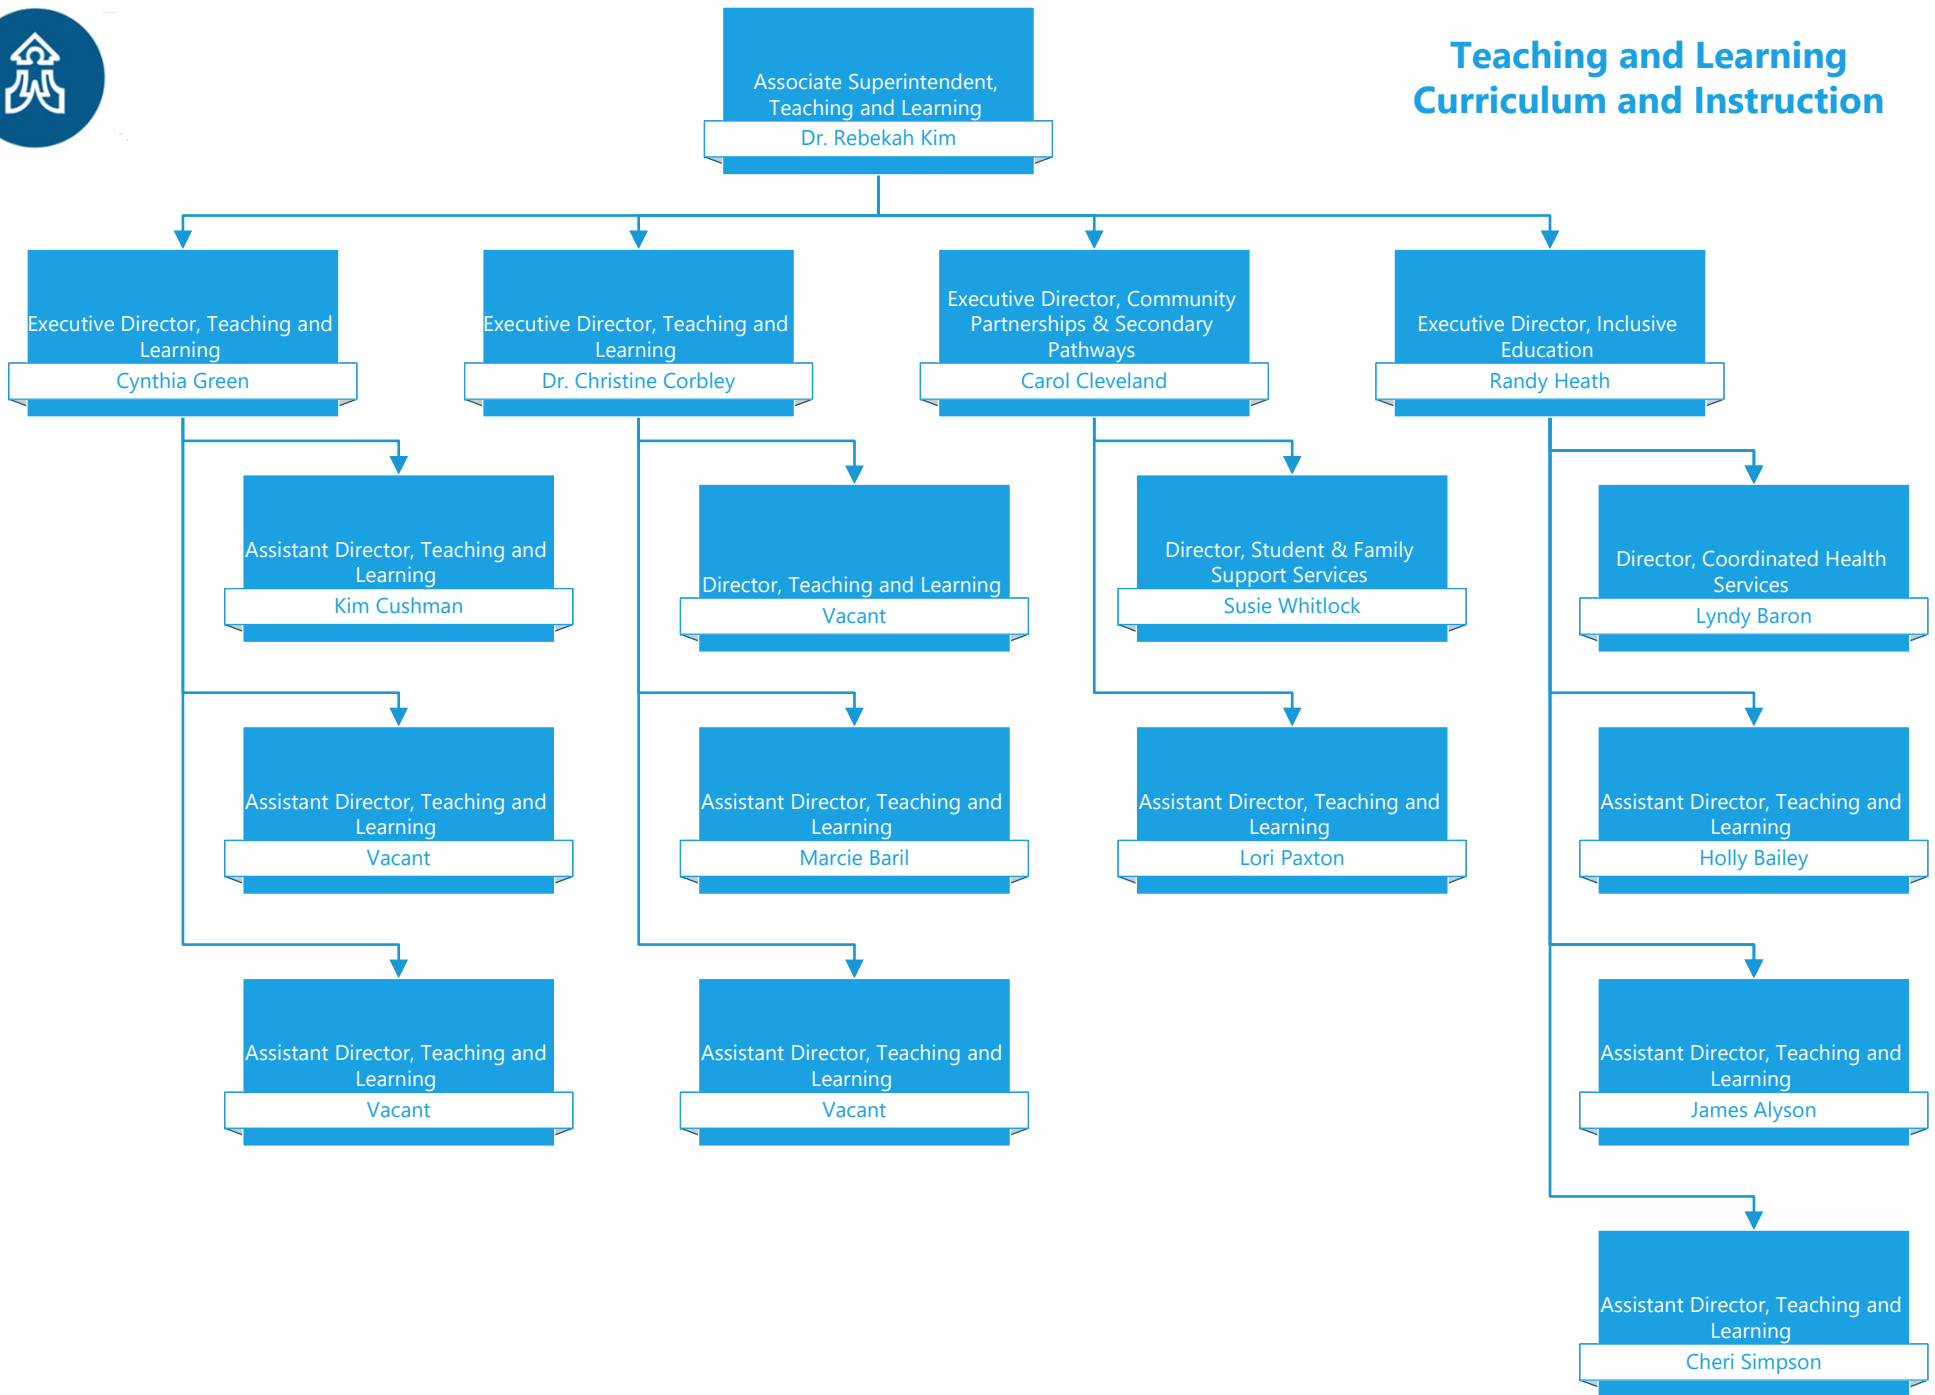 Teaching and Learning
Curriculum and Instruction
Associate Superintendent,
Teaching and Learning
Dr. Rebekah Kim
Executive Director, Teaching and
Learning
Cynthia Green
Executive Director, Teaching and
Learning
Dr. Christine Corbley
Executive Director, Community
Partnerships & Secondary
Pathways
Carol Cleveland
Executive Director, Inclusive
Education
Randy Heath
Assistant Director, Teaching and
Learning
Kim Cushman
Director, Teaching and Learning
Vacant
Director, Student & Family
Support Services
Susie Whitlock
Director, Coordinated Health
Services
Lyndy Baron
Assistant Director, Teaching and
Learning
Vacant
Assistant Director, Teaching and
Learning
Marcie Baril
Assistant Director, Teaching and
Learning
Lori Paxton
Assistant Director, Teaching and
Learning
Holly Bailey
Assistant Director, Teaching and
Learning
Vacant
Assistant Director, Teaching and
Learning
Vacant
Assistant Director, Teaching and
Learning
James Alyson
Assistant Director, Teaching and
Learning
Cheri Simpson